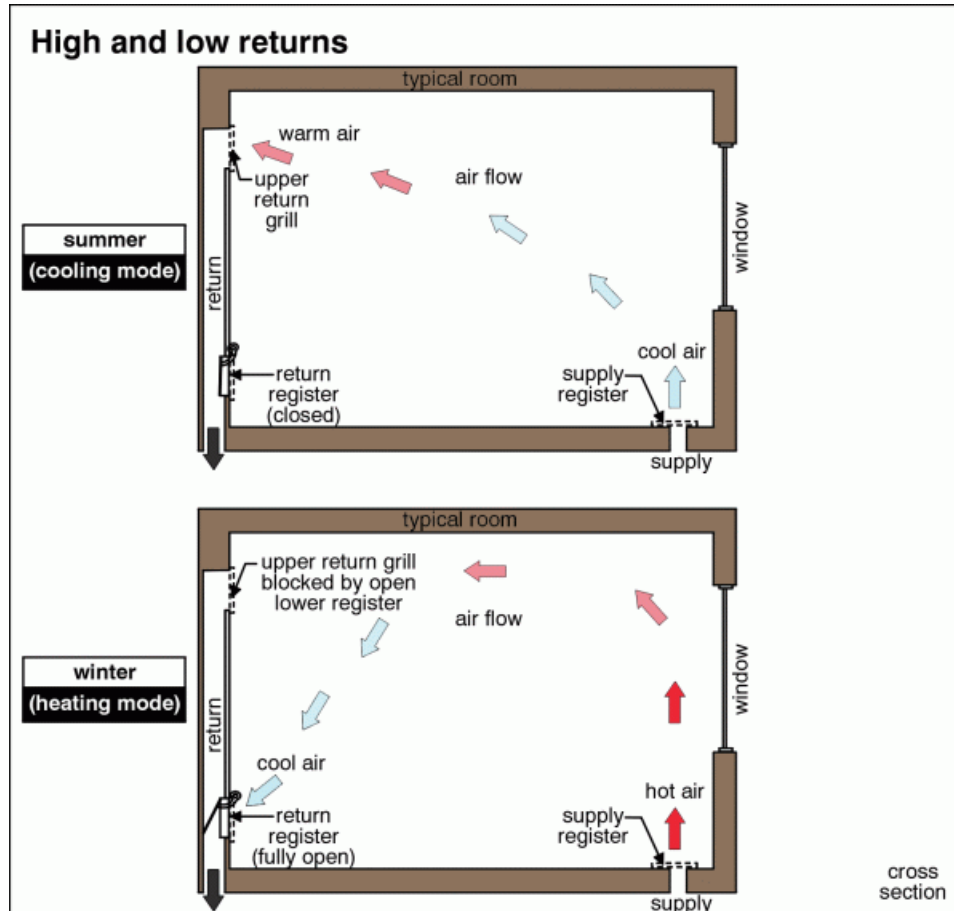 High and low returns
typical room
warm air
air flow
upper
return
grill
summer
(cooling mode)
return
window
cool air
return
register
(closed)
supply
register
supply
typical room
upper return grill
blocked by open
lower register
air flow
winter
(heating mode)
return
window
cool air
hot air
return
register
(fully open)
supply
register
supply
cross
section